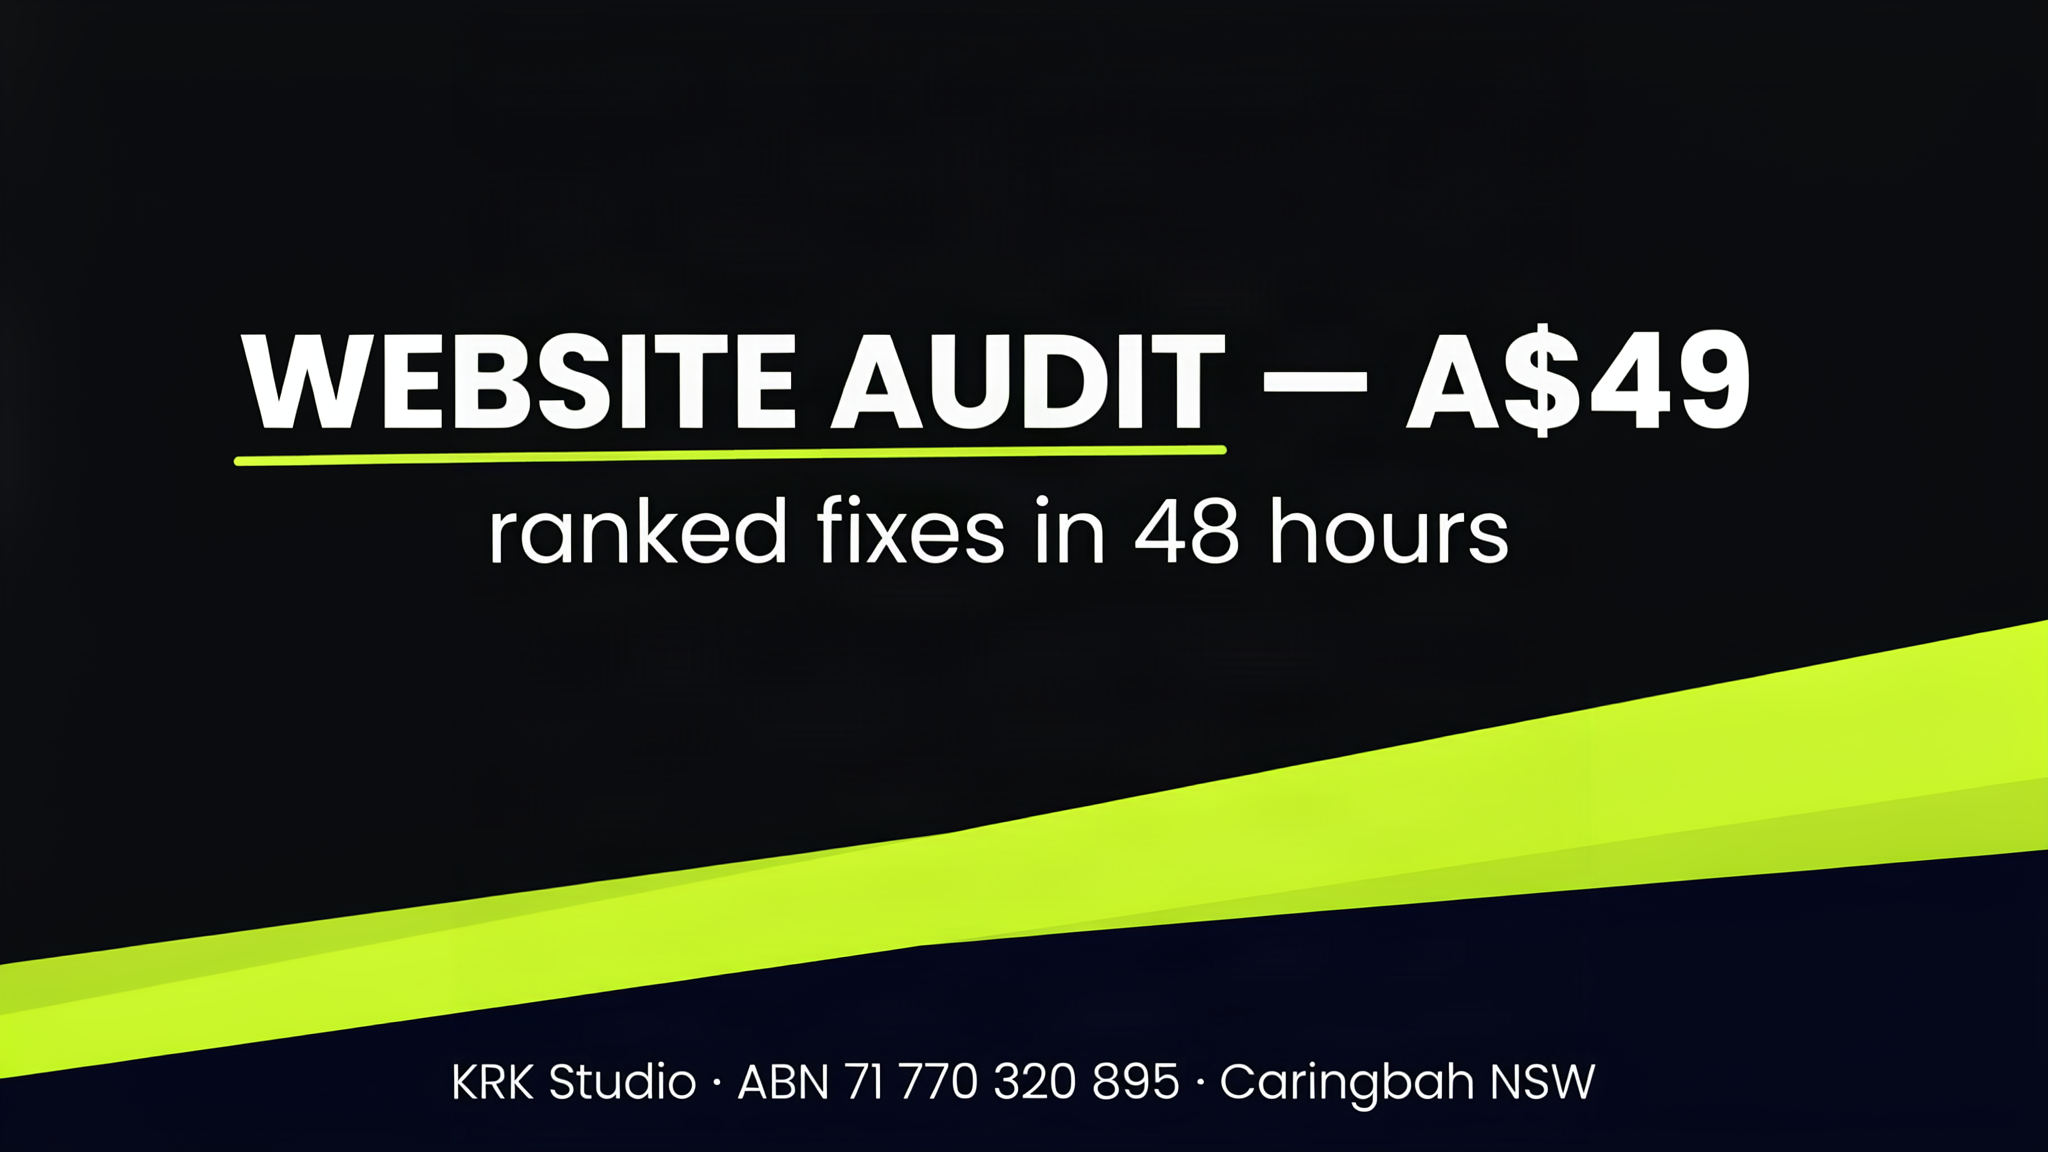 WEBSITE AUDIT — A$49
ranked fixes in 48 hours
KRK Studio · ABN 71 770 320 895 · Caringbah NSW